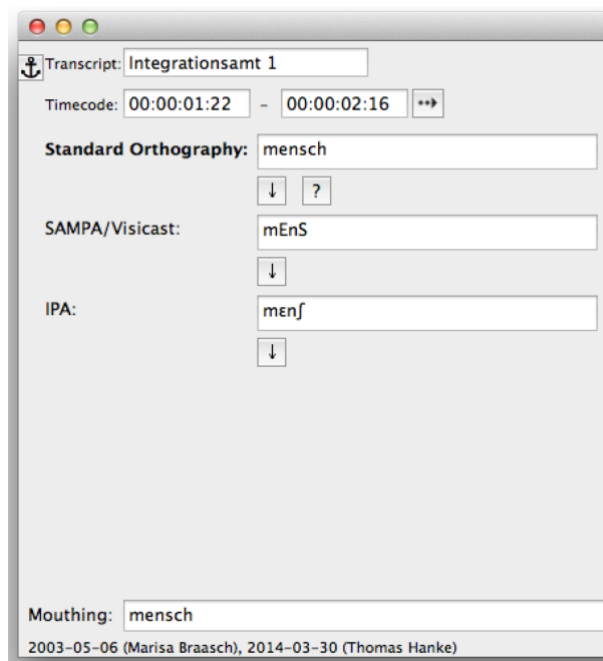 Transcript: Integrationsamt 1
Timecode: 00:00:01:22 - 00:00:02:16
Standard Orthography: mensch
↓ ?
SAMPA/Visicast: mEnS
↓
IPA: mɛnʃ
↓
Mouthing: mensch
2003-05-06 (Marisa Braasch), 2014-03-30 (Thomas Hanke)